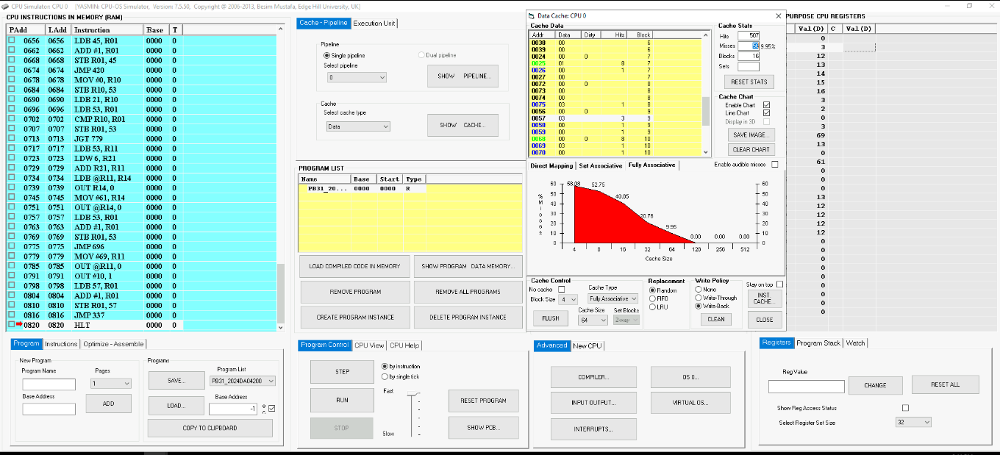 CPU Simulator: CPU 0   [YASMIN: CPU-OS Simulator,  Version: 7.5.50,  Copyright @ 2006-2013, Besim Mustafa, Edge Hill University, UK]
CPU INSTRUCTIONS IN MEMORY (RAM)
PAdd LAdd Instruction Base T
0656 0656 LDB 45, R01 0000 0
0662 0662 ADD #1, R01 0000 0
0668 0668 STB R01, 45 0000 0
0674 0674 JMP 420 0000 0
0678 0678 MOV #0, R10 0000 0
0684 0684 STB R10, 53 0000 0
0690 0690 LDB 21, R10 0000 0
0696 0696 LDB 53, R01 0000 0
0702 0702 CMP R10, R01 0000 0
0707 0707 STB R01, 53 0000 0
0713 0713 JGT 779 0000 0
0717 0717 LDB 53, R11 0000 0
0723 0723 LDW 6, R21 0000 0
0729 0729 ADD R21, R11 0000 0
0734 0734 LDB @R11, R14 0000 0
0739 0739 OUT R14, 0 0000 0
0745 0745 MOV #61, R14 0000 0
0751 0751 OUT @R14, 0 0000 0
0757 0757 LDB 53, R01 0000 0
0763 0763 ADD #1, R01 0000 0
0769 0769 STB R01, 53 0000 0
0775 0775 JMP 696 0000 0
0779 0779 MOV #69, R11 0000 0
0785 0785 OUT @R11, 0 0000 0
0791 0791 OUT #10, 1 0000 0
0798 0798 LDB 57, R01 0000 0
0804 0804 ADD #1, R01 0000 0
0810 0810 STB R01, 57 0000 0
0816 0816 JMP 337 0000 0
0820 0820 HLT 0000 0
Program Instructions Optimize - Assemble
New Program
Program Name
Pages
1
Base Address
ADD
Programs
SAVE...
Program List
PB31_2024DA04200
LOAD...
Base Address
-1
COPY TO CLIPBOARD
Cache - Pipeline Execution Unit
Pipeline
Single pipeline
Dual pipeline
Select pipeline
0
SHOW PIPELINE...
Cache
Select cache type
Data
SHOW CACHE...
PROGRAM LIST
Name Base Start Type
PB31_20... 0000 0000 R
LOAD COMPILED CODE IN MEMORY
SHOW PROGRAM DATA MEMORY...
REMOVE PROGRAM
REMOVE ALL PROGRAMS
CREATE PROGRAM INSTANCE
DELETE PROGRAM INSTANCE
Program Control CPU View CPU Help
STEP
by instruction
by single tick
RUN
Fast
RESET PROGRAM
STOP
Slow
SHOW PCB...
Data Cache: CPU 0
Cache Data
Addr Data Dirty Hits Block
0038 00 6
0039 00 6
0024 00 0 7
0025 01 8 7
0026 00 1 7
0027 00 7
0072 00 0 8
0073 00 8
0074 00 8
0075 03 1 8
0056 00 0 9
0057 03 3 9
0058 00 1 9
0059 00 1 9
0068 00 0 8 10
0069 03 1 10
0070 00 1 10
Cache Stats
Hits 507
Misses 9.95%
Blocks 16
Sets
RESET STATS
Cache Chart
Enable Chart
Line Chart
Display in 3D
SAVE IMAGE...
CLEAR CHART
Direct Mapping Set Associative Fully Associative
Enable audible misses
% Misses
60 50 40 30 20 10 0
58.08 52.75 40.85 20.78 9.95 0.00 0.00 0.00
60 50 40 30 20 10 0
4 8 16 32 64 128 256 512
Cache Size
Cache Control
No cache
Block Size 4
Cache Type
Fully Associative
FLUSH
Cache Size
64
Set Blocks
2-way
Replacement
Random
FIFO
LRU
Write Policy
None
Write-Through
Write-Back
CLEAN
Stay on top
INST. CACHE...
CLOSE
Advanced New CPU
COMPILER...
OS 0...
INPUT OUTPUT...
VIRTUAL OS...
INTERRUPTS...
PURPOSE CPU REGISTERS
Val (D) C Val (D)
0
3
12
13
14
15
16
3
2
0
3
69
13
0
61
0
0
0
13
12
12
12
12
0
0
0
0
0
0
0
0
Registers Program Stack Watch
Reg Value
CHANGE
RESET ALL
Show Reg Access Status
Select Register Set Size
32